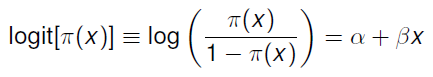 logit[π(x)] ≡ log ( π(x) / 1 − π(x) ) = α + βx